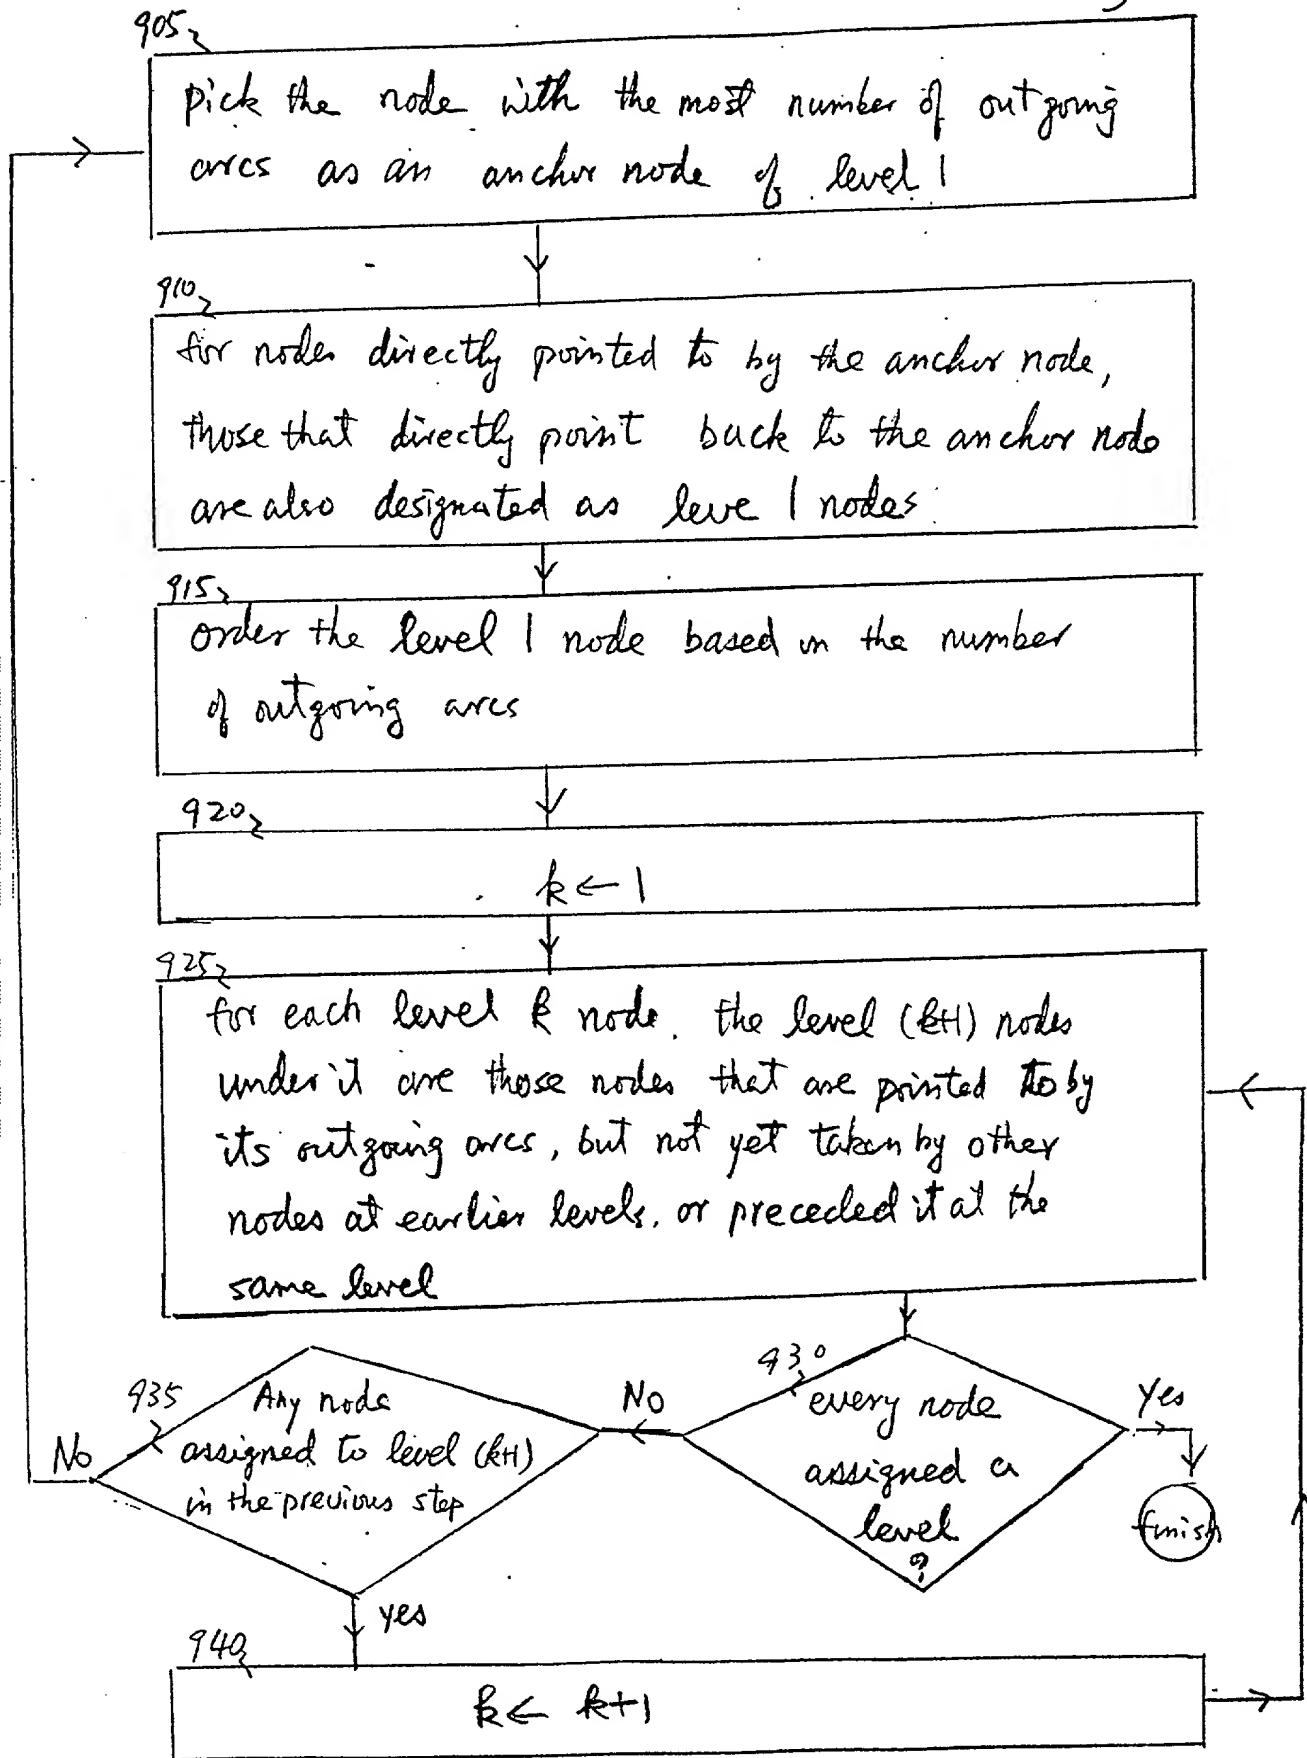 905
pick the node with the most number of outgoing
arcs as an anchor node of level 1
910
for nodes directly pointed to by the anchor node,
those that directly point back to the anchor node
are also designated as leve 1 nodes
915
order the level 1 node based on the number
of outgoing arcs
920
k ← 1
925
for each level k node. the level (k+1) nodes
under it are those nodes that are pointed to by
its outgoing arcs, but not yet taken by other
nodes at earlier levels, or preceded it at the
same level
930
every node
assigned a
level
?
Yes
finish
No
935
Any node
assigned to level (k+1)
in the previous step
No
yes
940
k ← k+1